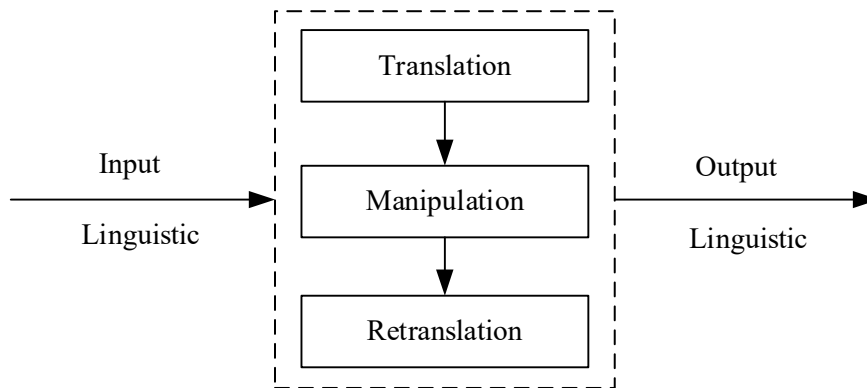 Translation
Input
Linguistic
Manipulation
Output
Linguistic
Retranslation